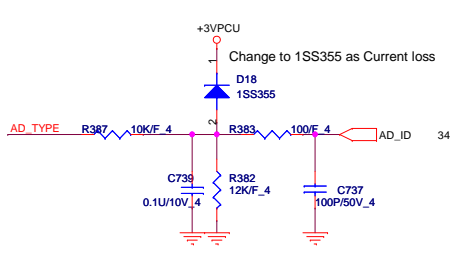 +3VPCU
1
Change to 1SS355 as Current loss
D18
1SS355
2
AD_TYPE R367 10K/F_4 R383 100/F_4 AD_ID 34
C739 R382 C737
0.1U/10V_4 12K/F_4 100P/50V_4